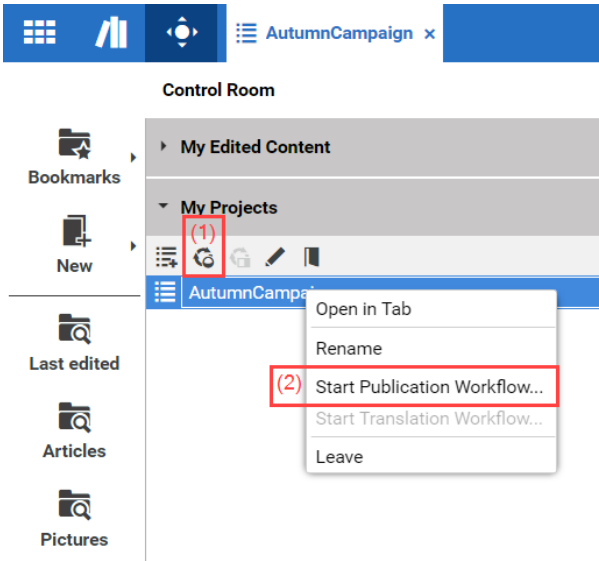 AutumnCampaign ×
Control Room
My Edited Content
Bookmarks
My Projects
(1)
New
AutumnCampai
Open in Tab
Rename
(2) Start Publication Workflow...
Start Translation Workflow...
Leave
Last edited
Articles
Pictures